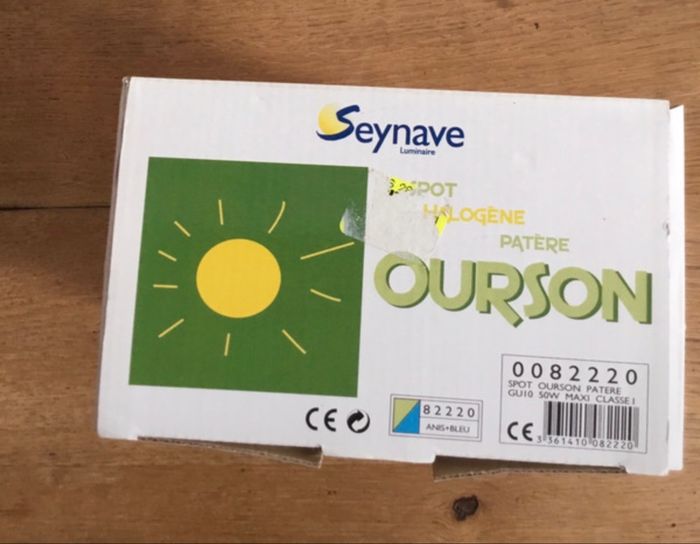 Seynave
Luminaire
SPOT
HALOGÈNE
PATÈRE
OURSON
0082220
SPOT OURSON PATERE
GU10 50W MAXI CLASSE I
82220
ANIS+BLEU
CE
CE
3 361410 082220